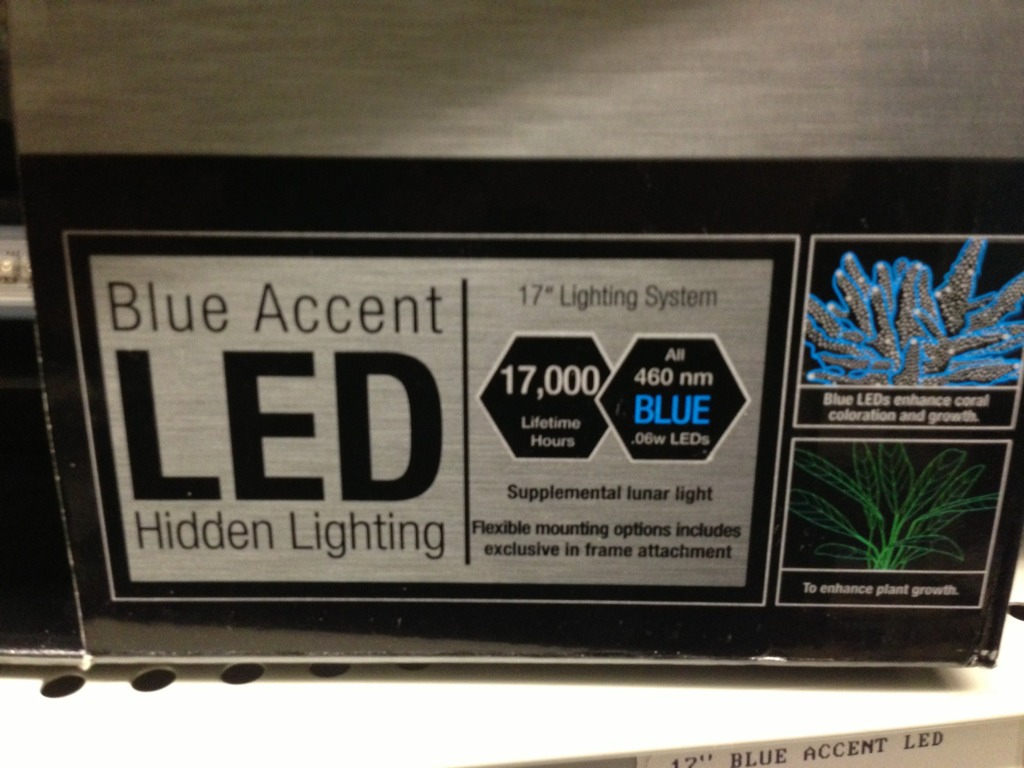 Blue Accent
LED
Hidden Lighting
17" Lighting System
17,000
Lifetime
Hours
All
460 nm
BLUE
.06w LEDs
Supplemental lunar light
Flexible mounting options includes
exclusive in frame attachment
Blue LEDs enhance coral
coloration and growth.
To enhance plant growth.
17" BLUE ACCENT LED